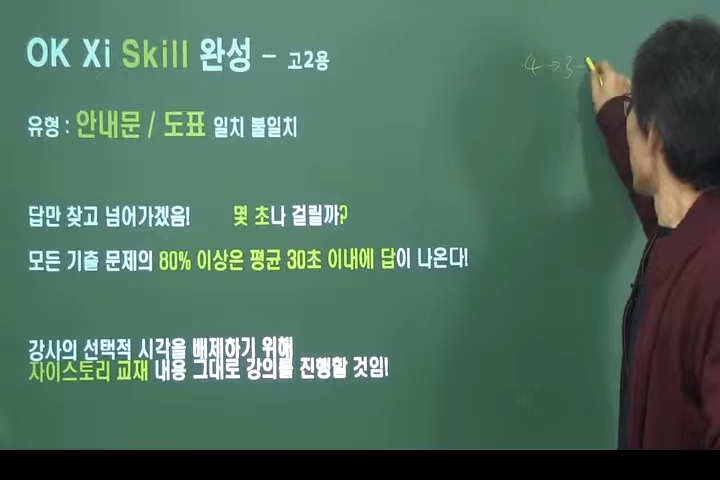 OK Xi Skill 완성 - 고2용
4→3-
유형 : 안내문 / 도표 일치 불일치
답만 찾고 넘어가겠음! 몇 초나 걸릴까?
모든 기출 문제의 80% 이상은 평균 30초 이내에 답이 나온다!
강사의 선택적 시각을 배제하기 위해
자이스토리 교재 내용 그대로 강의를 진행할 것임!